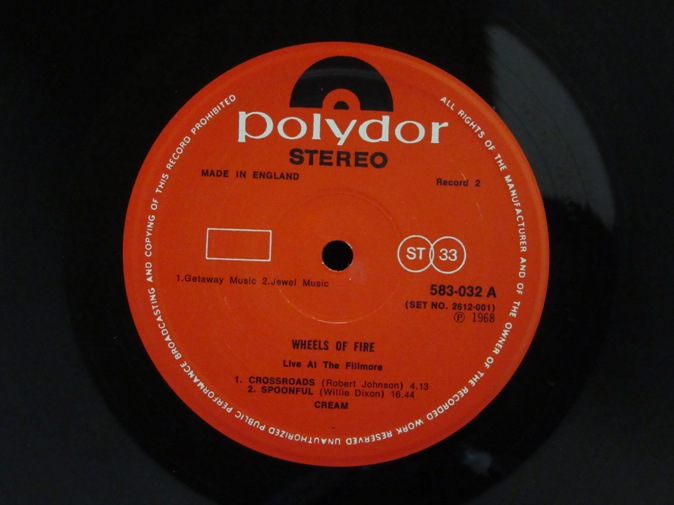 polydor
STEREO
MADE IN ENGLAND
Record 2
ST 33
1.Getaway Music 2.Jewel Music
583-032 A
(SET NO. 2612-001)
℗ 1968
WHEELS OF FIRE
Live At The Fillmore
1. CROSSROADS (Robert Johnson) 4.13
2. SPOONFUL (Willie Dixon) 16.44
CREAM
ALL RIGHTS OF THE MANUFACTURER AND OF THE OWNER OF THE RECORDED WORK RESERVED UNAUTHORIZED PUBLIC PERFORMANCE BROADCASTING AND COPYING OF THIS RECORD PROHIBITED